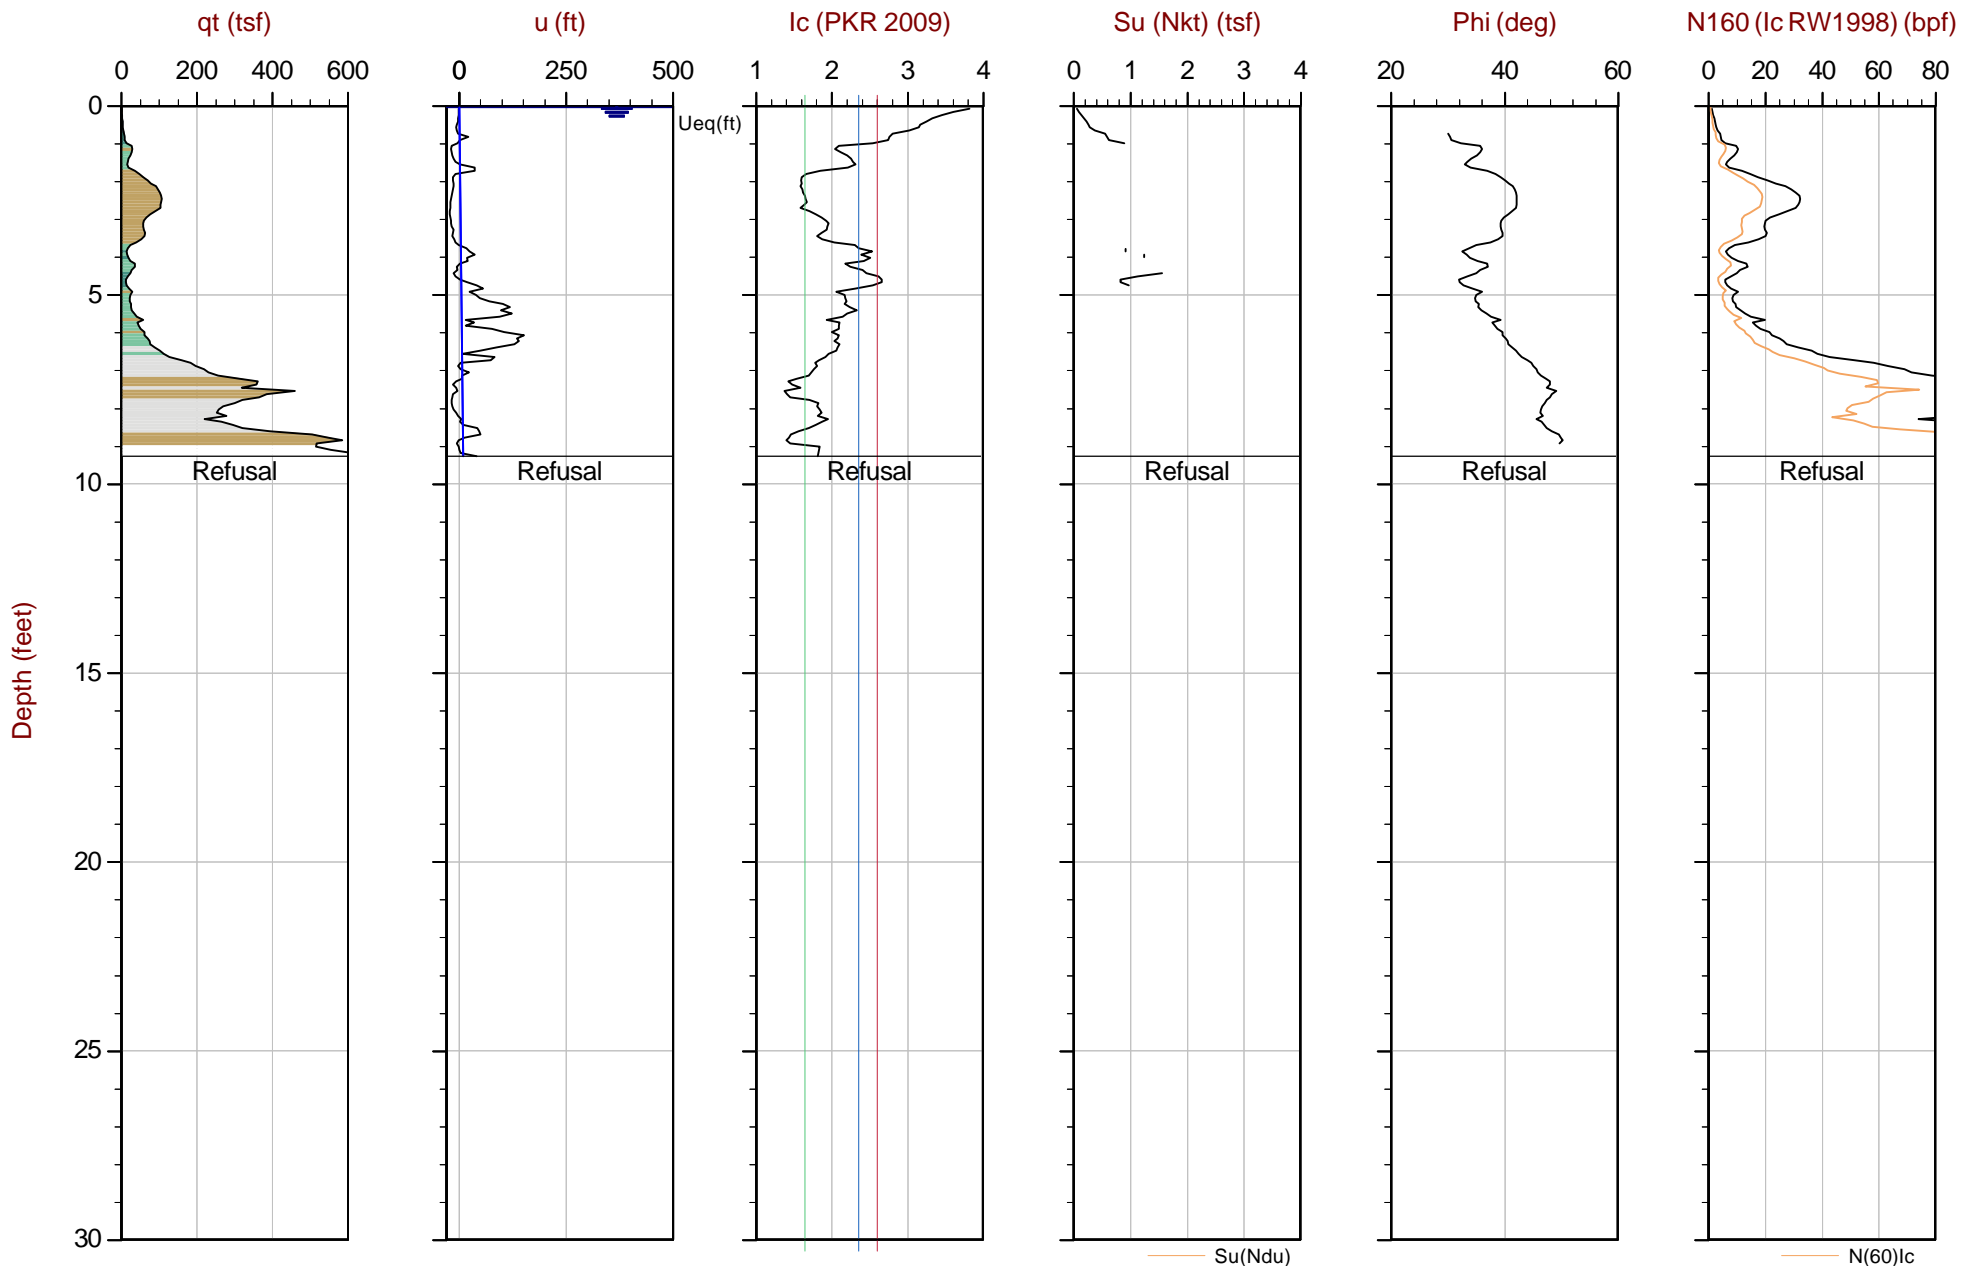 qt (tsf)
u (ft)
Ic (PKR 2009)
Su (Nkt) (tsf)
Phi (deg)
N160 (Ic RW1998) (bpf)
0 200 400 600
0 250 500
1 2 3 4
0 1 2 3 4
20 40 60
0 20 40 60 80
0
Ueq(ft)
5
Refusal Refusal Refusal Refusal Refusal Refusal
10
15
Depth (feet)
20
25
30
Su(Ndu)
N(60)Ic